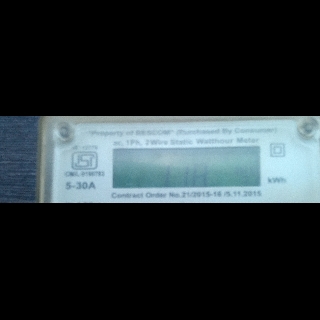 "Property of BESCOM" (Purchased By Consumer)
ac, 1Ph, 2Wire Static Watthour Meter
5-30A
kWh
Contract Order No.21/2015-16 /5.11.2015